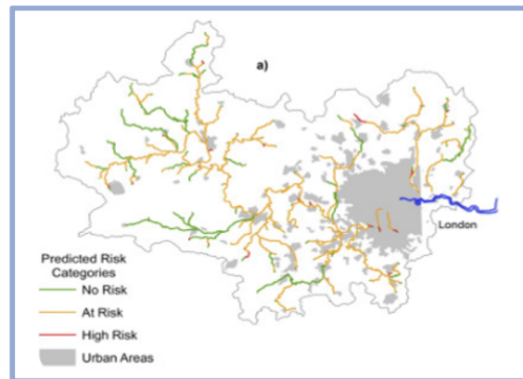 a)
London
Predicted Risk
Categories
No Risk
At Risk
High Risk
Urban Areas